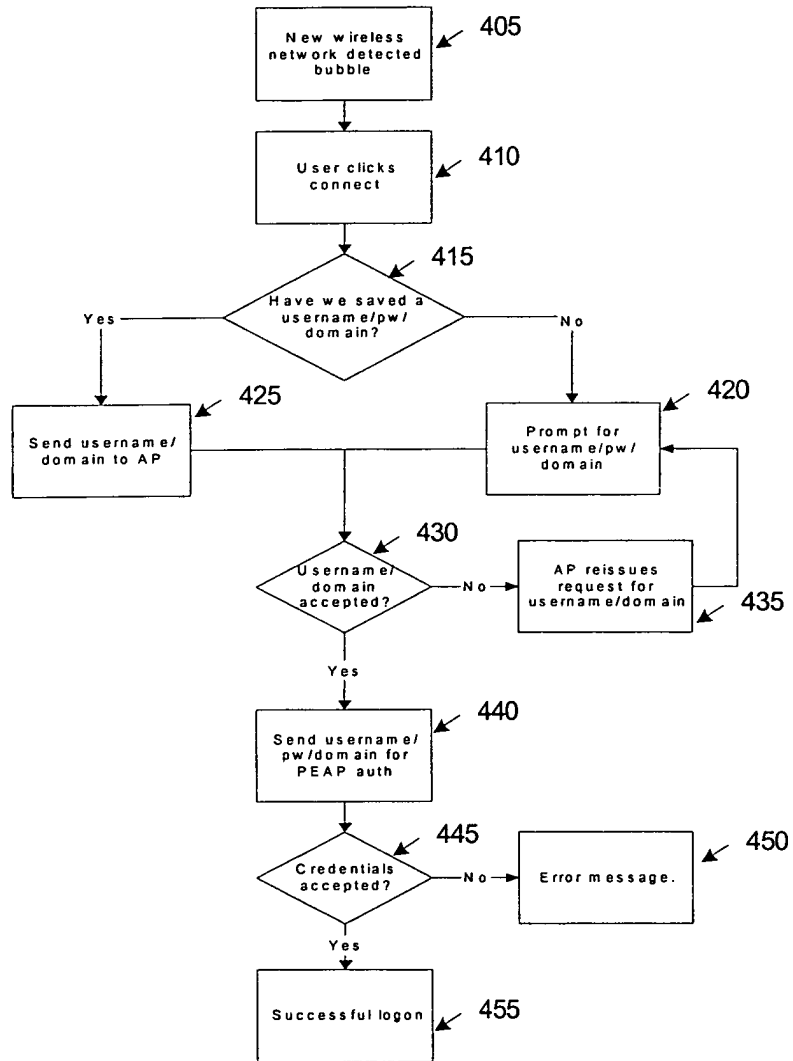 New wireless
network detected
bubble
405
User clicks
connect
410
415
Have we saved a
username/pw/
domain?
Yes
No
425
Send username/
domain to AP
420
Prompt for
username/pw/
domain
430
Username/
domain
accepted?
No
AP reissues
request for
username/domain
435
Yes
440
Send username/
pw/domain for
PEAP auth
445
Credentials
accepted?
No
450
Error message.
Yes
Successful logon
455